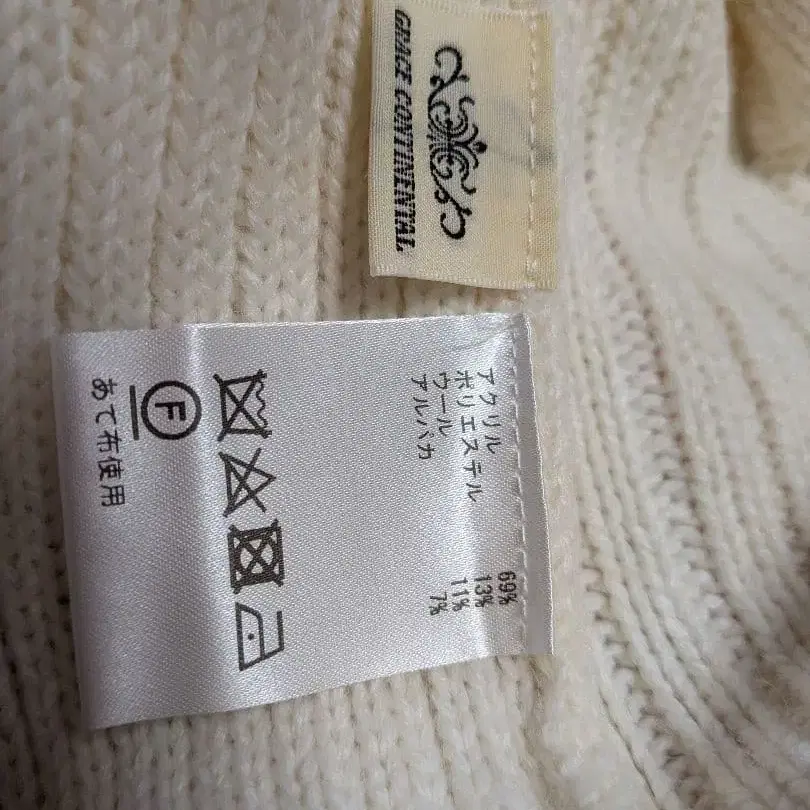 GRACE CONTINENTAL
アクリル 69%
ポリエステル 13%
ウール 11%
アルパカ 7%
F
あて布使用